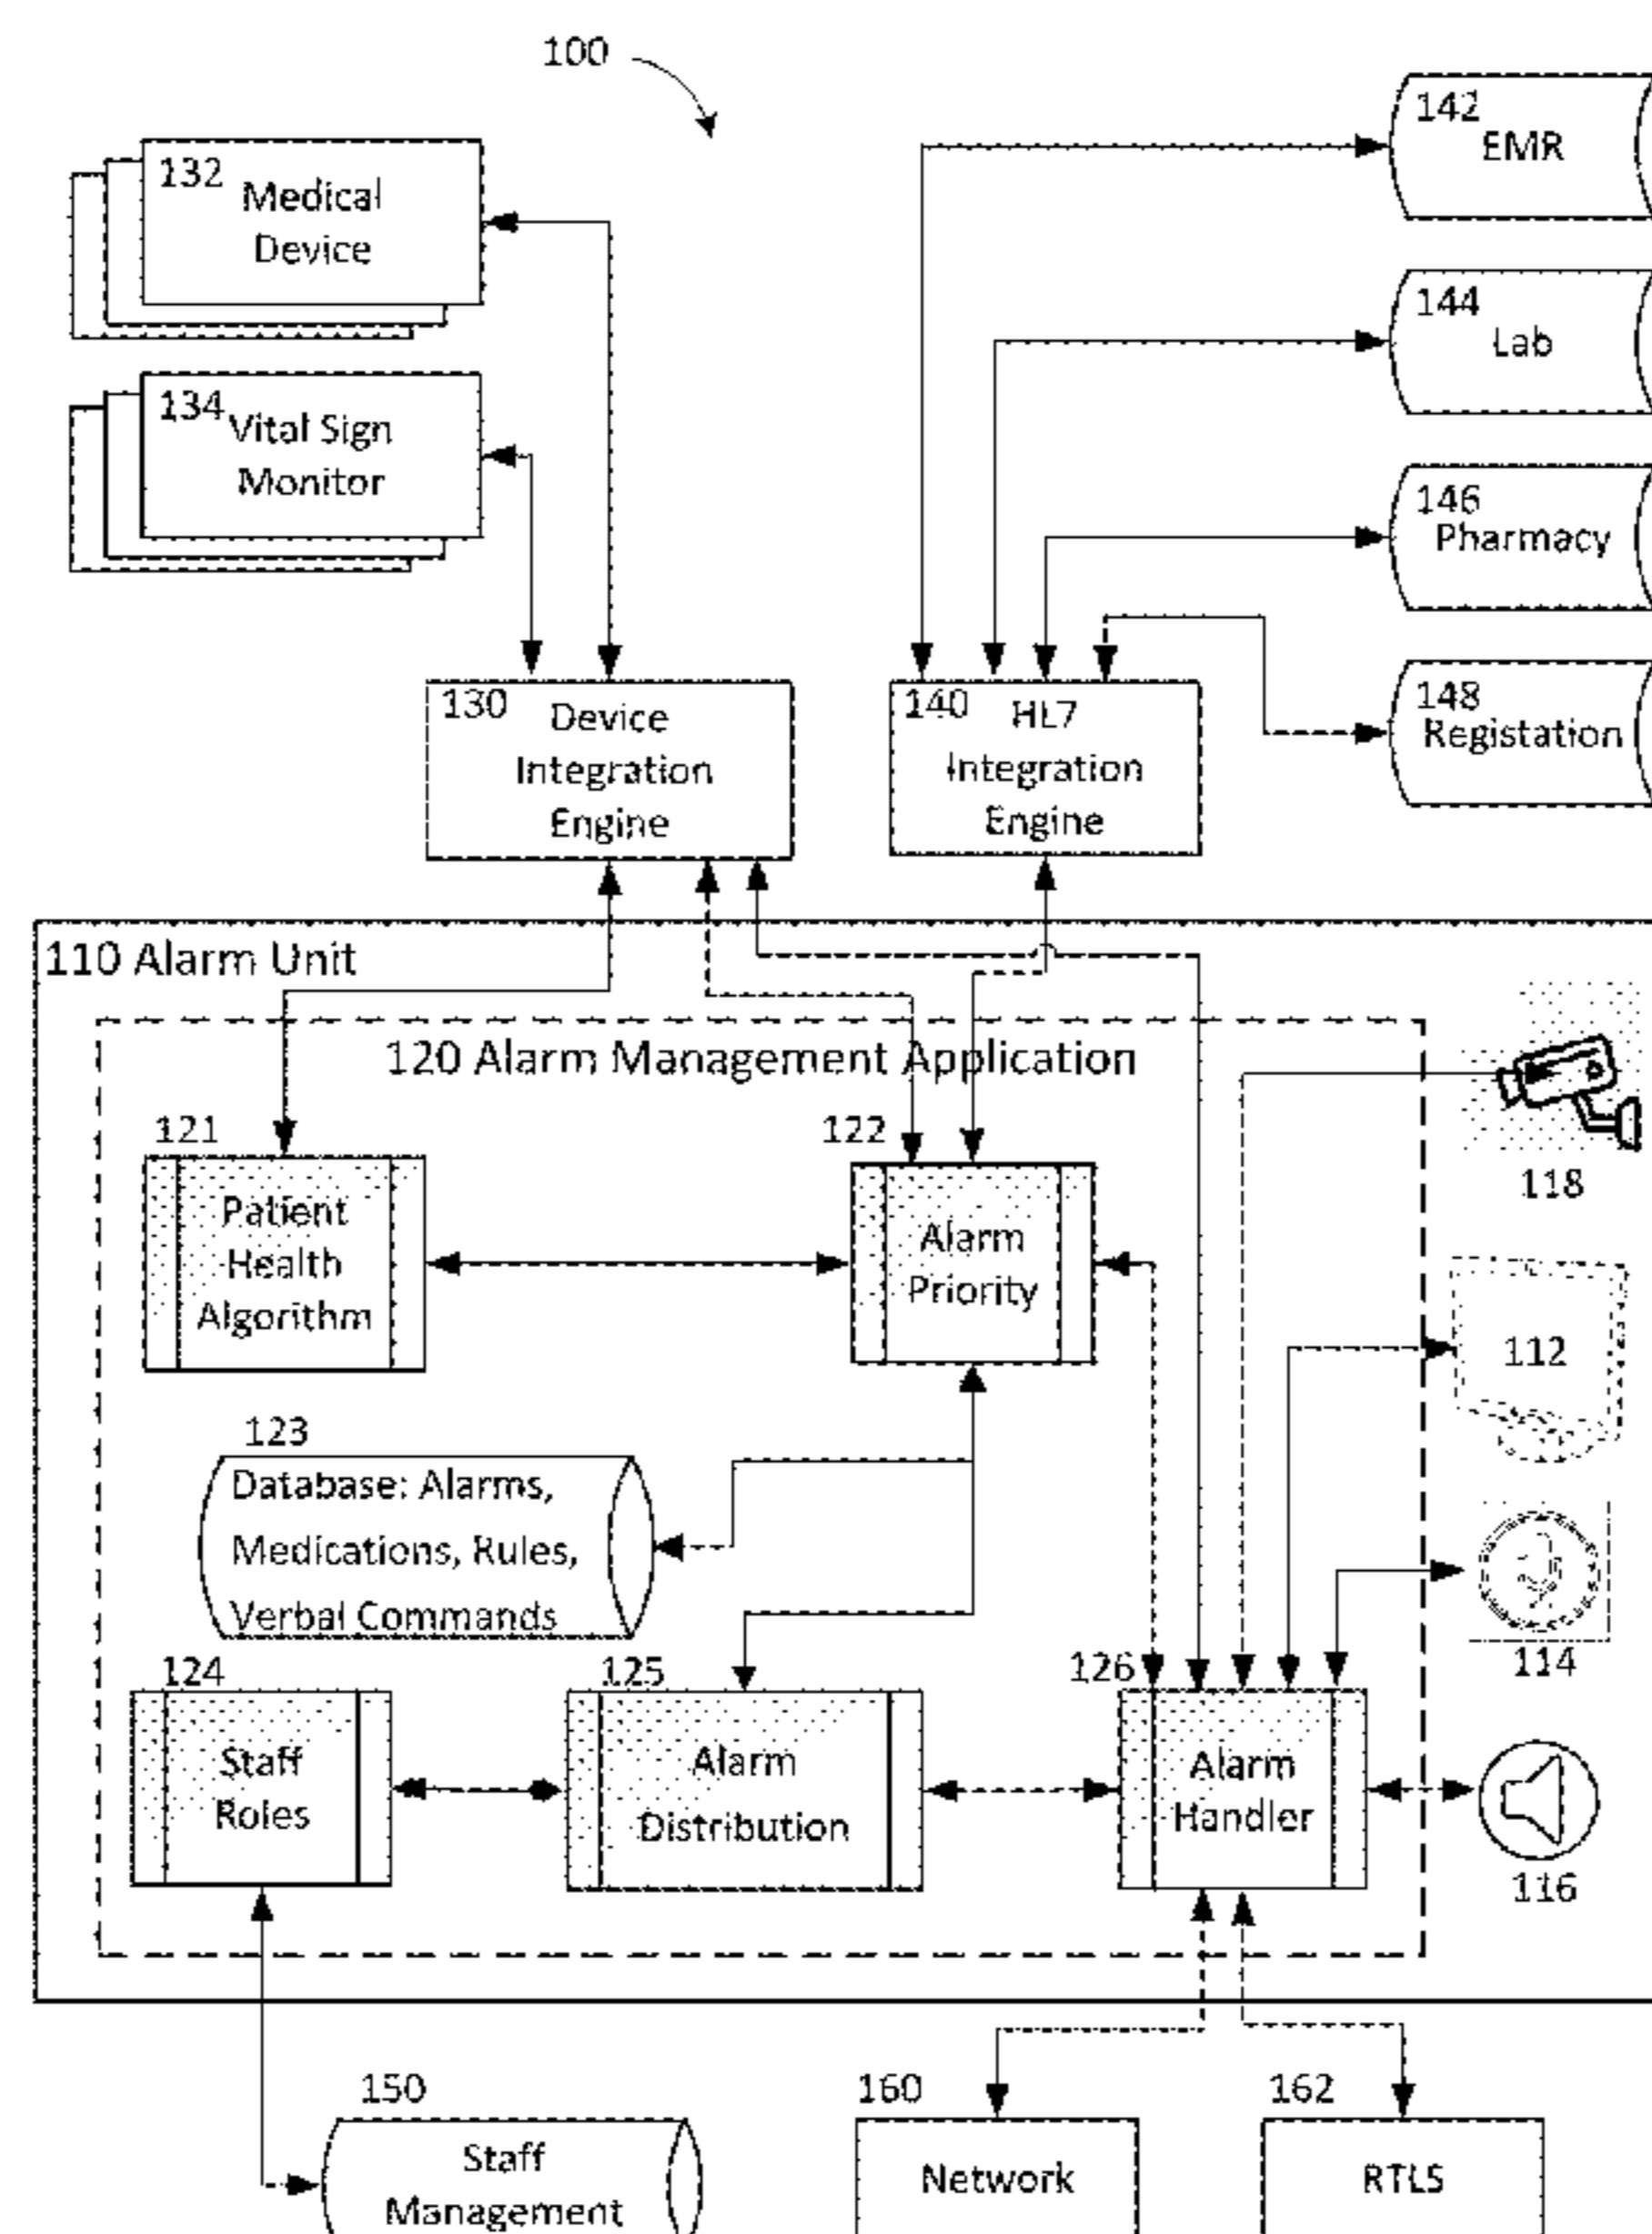 100
132
Medical
Device
134
Vital Sign
Monitor
142
EMR
144
Lab
146
Pharmacy
148
Registation
130
Device
Integration
Engine
140
HL7
Integration
Engine
110 Alarm Unit
120 Alarm Management Application
121
Patient
Health
Algorithm
122
Alarm
Priority
118
112
123
Database: Alarms,
Medications, Rules,
Verbal Commands
114
124
Staff
Roles
125
Alarm
Distribution
126
Alarm
Handler
116
150
Staff
Management
160
Network
162
RTLS